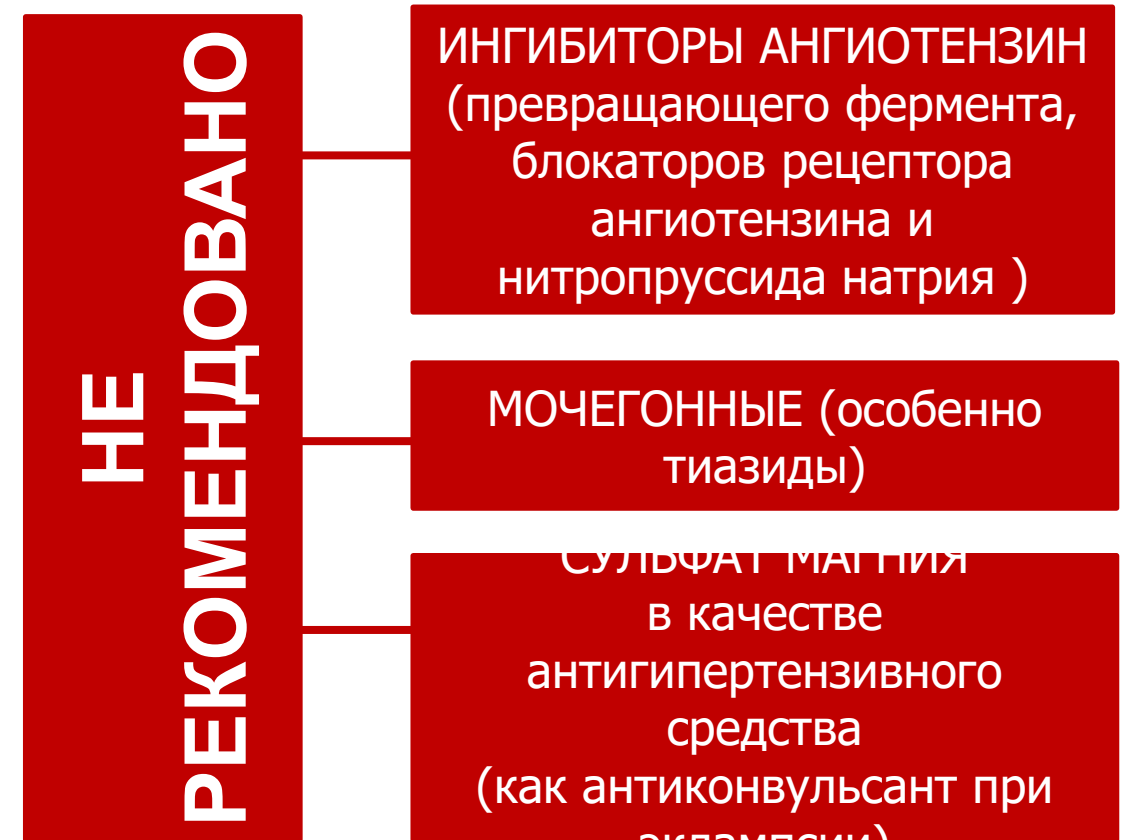 НЕ
РЕКОМЕНДОВАНО
ИНГИБИТОРЫ АНГИОТЕНЗИН
(превращающего фермента,
блокаторов рецептора
ангиотензина и
нитропруссида натрия )
МОЧЕГОННЫЕ (особенно
тиазиды)
СУЛЬФАТ МАГНИЯ
в качестве
антигипертензивного
средства
(как антиконвульсант при
эклампсии)